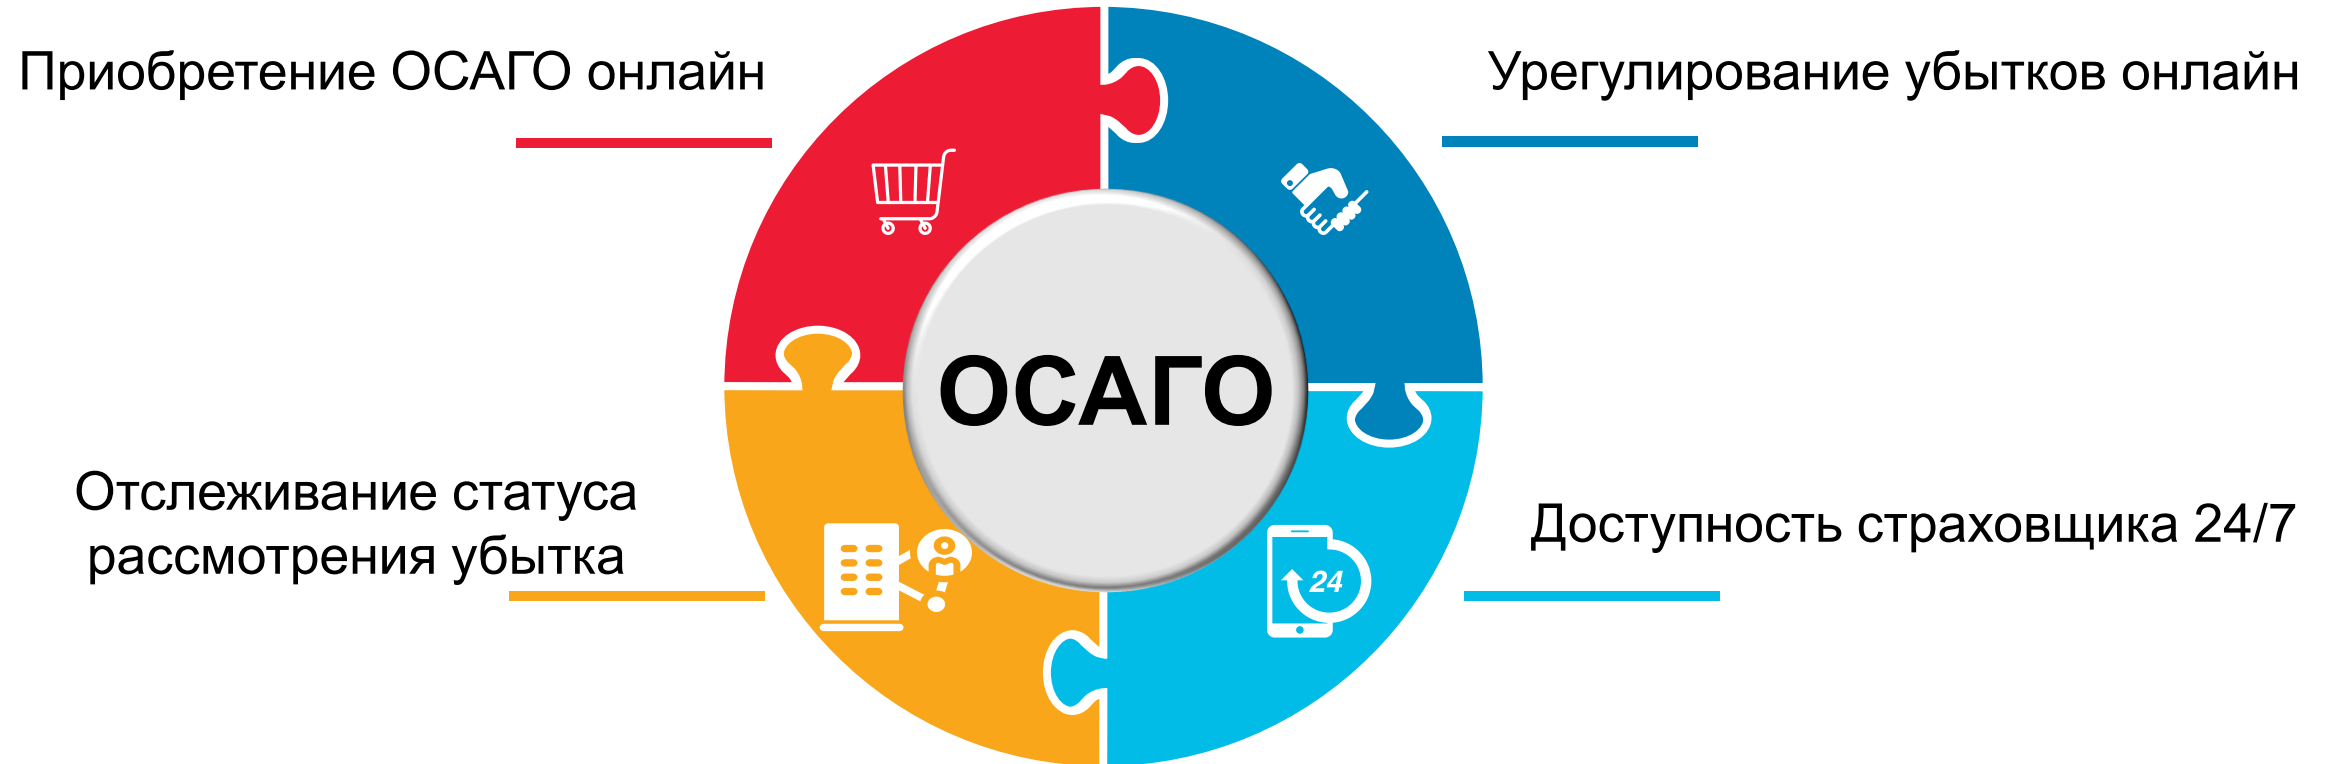 Приобретение ОСАГО онлайн
Урегулирование убытков онлайн
ОСАГО
Отслеживание статуса
рассмотрения убытка
Доступность страховщика 24/7
24